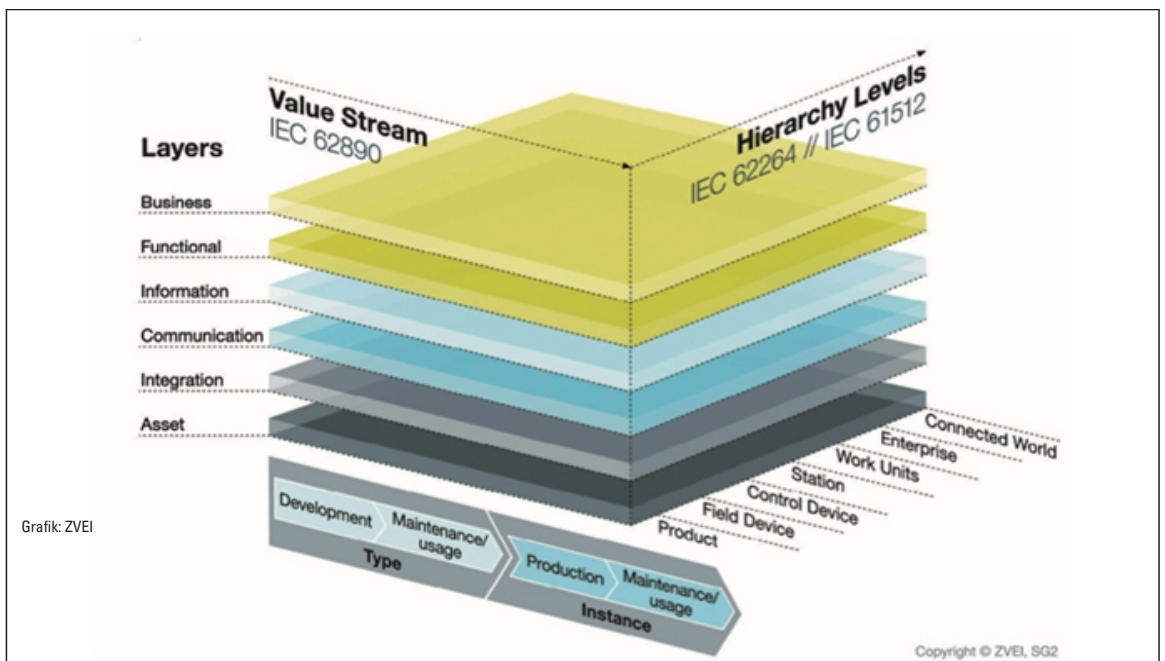 Value Stream
IEC 62890
Hierarchy Levels
IEC 62264 // IEC 61512
Layers
Business
Functional
Information
Communication
Integration
Asset
Connected World
Enterprise
Work Units
Station
Control Device
Field Device
Product
Grafik: ZVEI
Development
Maintenance/
usage
Type
Production
Maintenance/
usage
Instance
Copyright © ZVEI, SG2